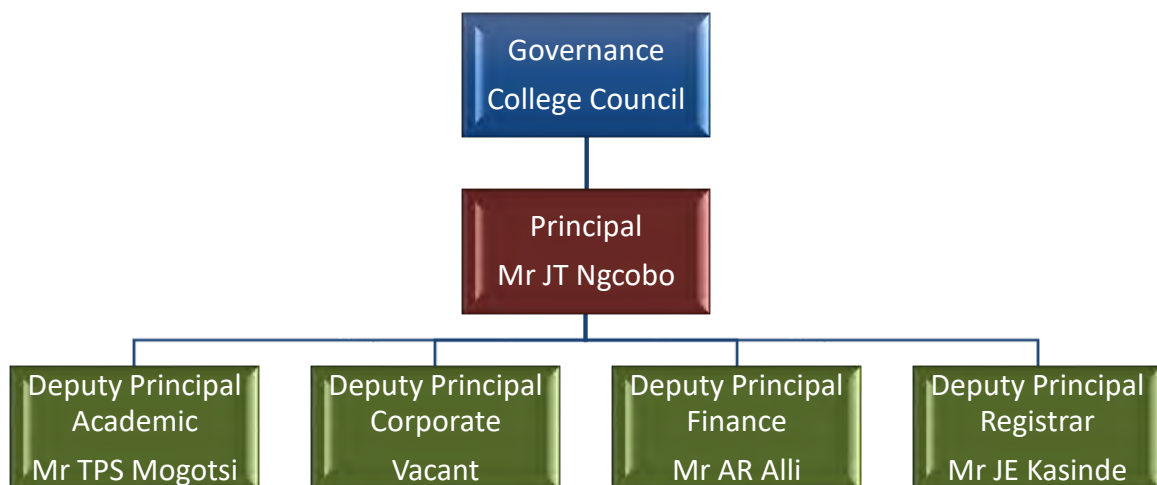 Governance
College Council
Principal
Mr JT Ngcobo
Deputy Principal
Academic
Mr TPS Mogotsi
Deputy Principal
Corporate
Vacant
Deputy Principal
Finance
Mr AR Alli
Deputy Principal
Registrar
Mr JE Kasinde